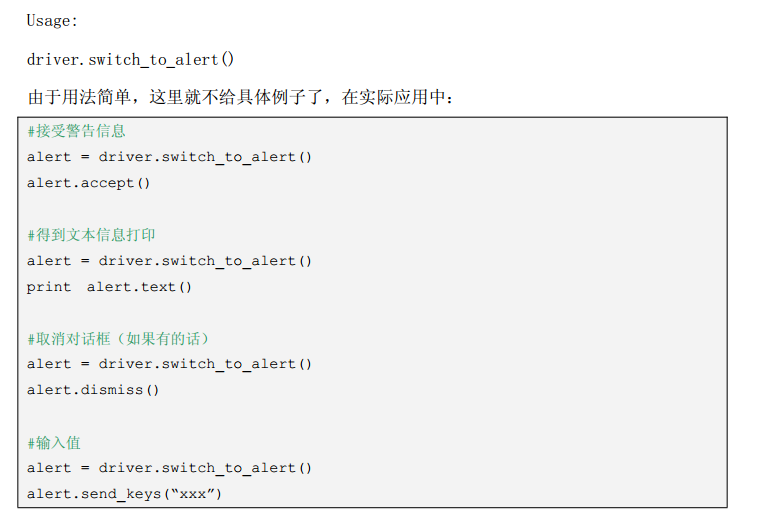 Usage:
driver.switch_to_alert()
由于用法简单，这里就不给具体例子了，在实际应用中：
#接受警告信息
alert = driver.switch_to_alert()
alert.accept()
#得到文本信息打印
alert = driver.switch_to_alert()
print  alert.text()
#取消对话框（如果有的话）
alert = driver.switch_to_alert()
alert.dismiss()
#输入值
alert = driver.switch_to_alert()
alert.send_keys(“xxx”)